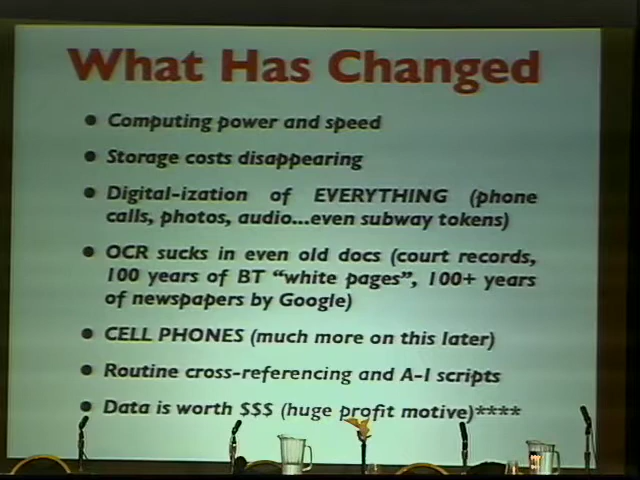 What Has Changed
• Computing power and speed
• Storage costs disappearing
• Digital-ization of EVERYTHING (phone
calls, photos, audio...even subway tokens)
• OCR sucks in even old docs (court records,
100 years of BT "white pages", 100+ years
of newspapers by Google)
• CELL PHONES (much more on this later)
• Routine cross-referencing and A-I scripts
• Data is worth $$$ (huge profit motive)****